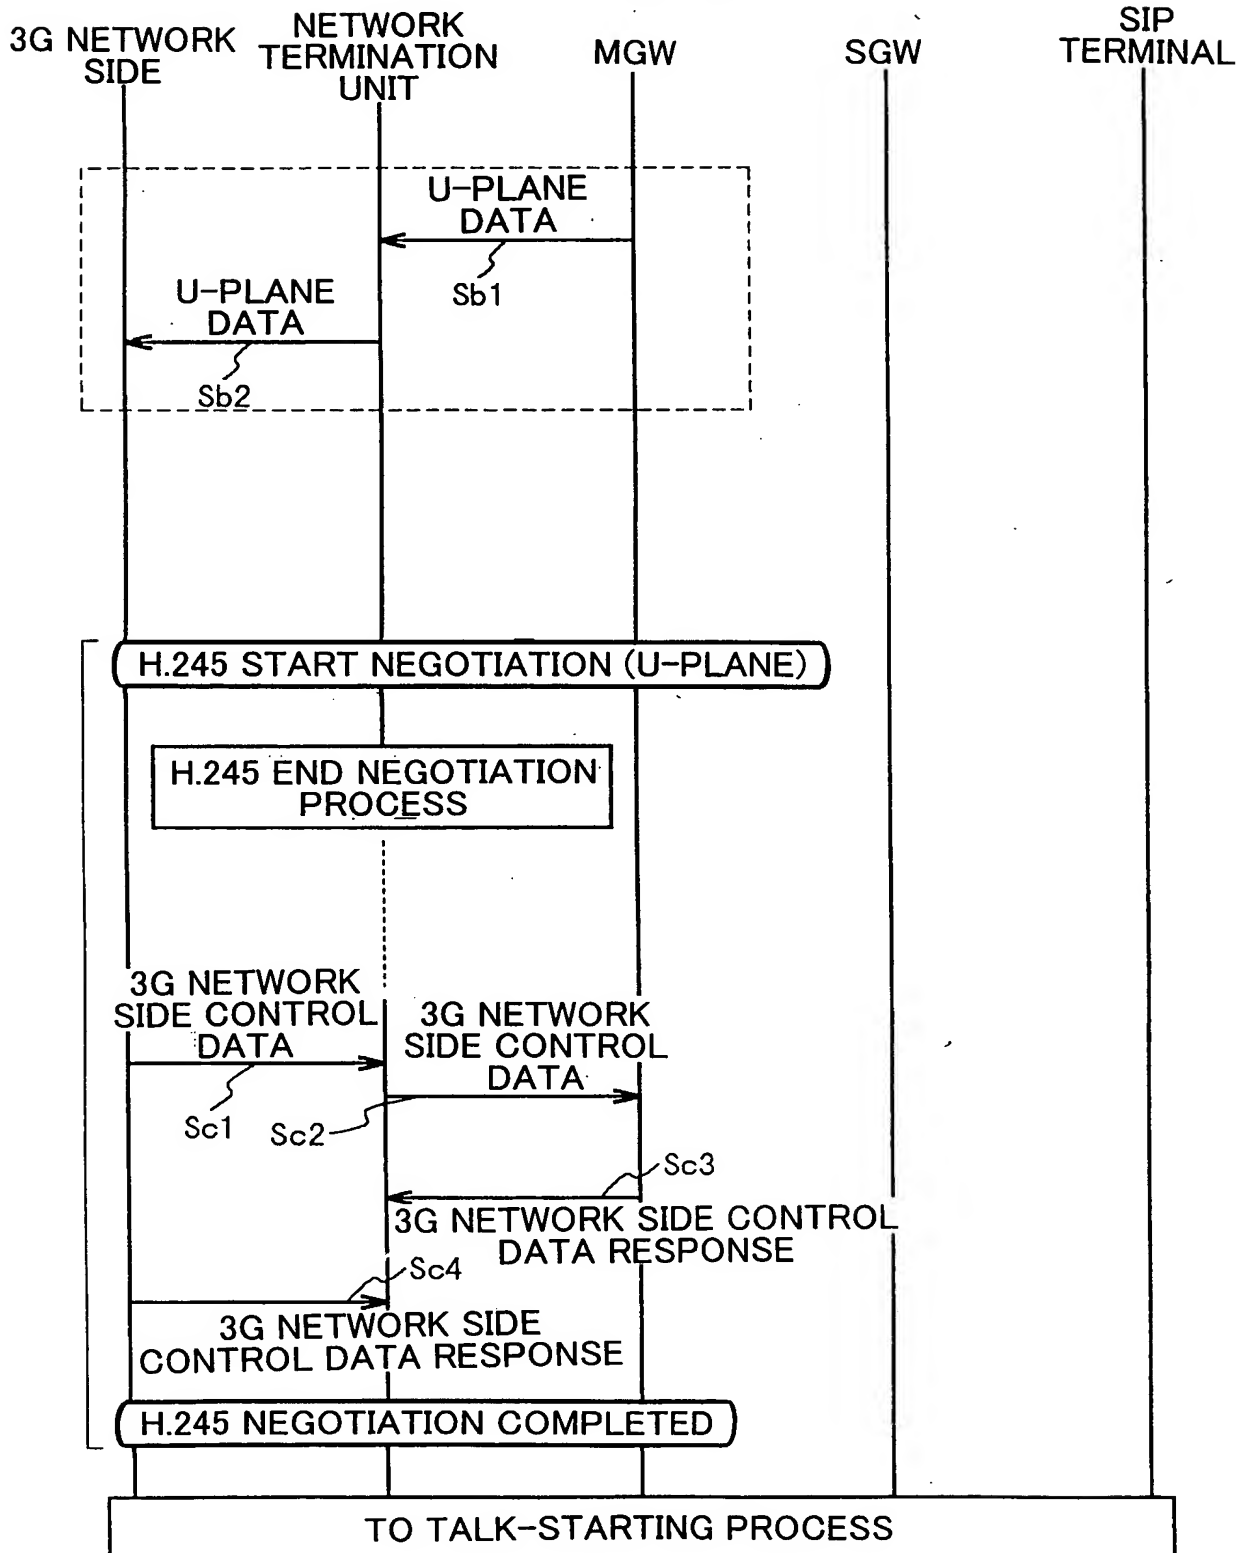 3G NETWORK
SIDE
NETWORK
TERMINATION
UNIT
MGW
SGW
SIP
TERMINAL
U-PLANE
DATA
Sb1
U-PLANE
DATA
Sb2
H.245 START NEGOTIATION (U-PLANE)
H.245 END NEGOTIATION
PROCESS
3G NETWORK
SIDE CONTROL
DATA
Sc1
3G NETWORK
SIDE CONTROL
DATA
Sc2
Sc3
3G NETWORK SIDE CONTROL
DATA RESPONSE
Sc4
3G NETWORK SIDE
CONTROL DATA RESPONSE
H.245 NEGOTIATION COMPLETED
TO TALK-STARTING PROCESS